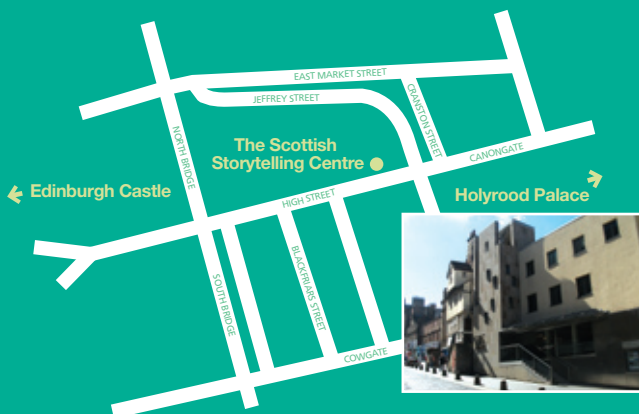 EAST MARKET STREET
JEFFREY STREET
CRANSTON STREET
NORTH BRIDGE
The Scottish
Storytelling Centre
CANONGATE
Edinburgh Castle
HIGH STREET
Holyrood Palace
BLACKFRIARS STREET
SOUTH BRIDGE
COWGATE